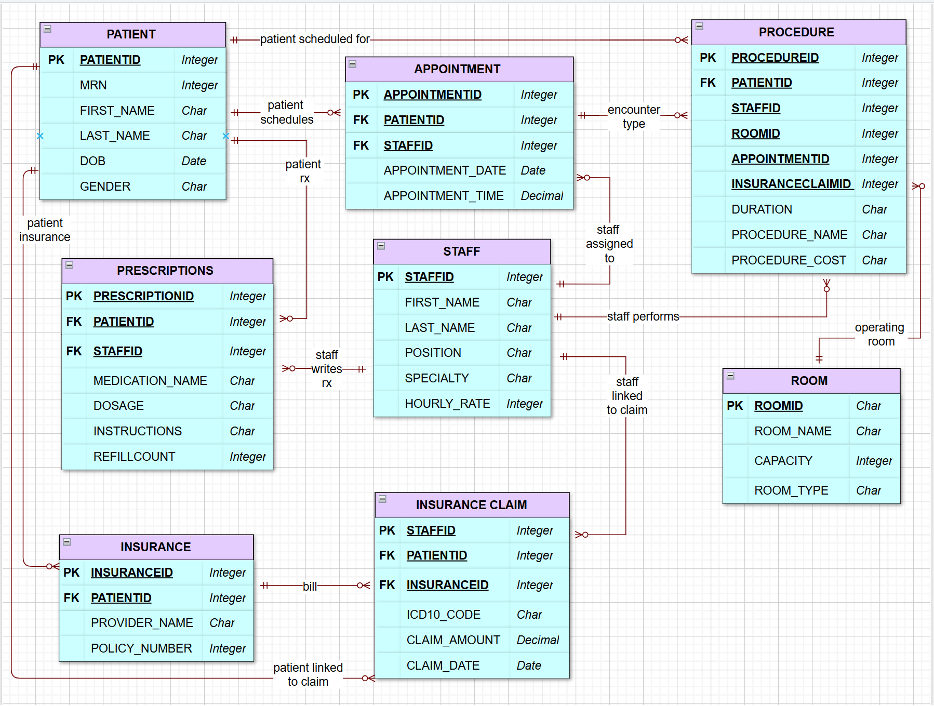 PATIENT
PK PATIENTID Integer
MRN Integer
FIRST_NAME Char
LAST_NAME Char
DOB Date
GENDER Char
patient scheduled for
patient
schedules
patient
rx
patient
insurance
APPOINTMENT
PK APPOINTMENTID Integer
FK PATIENTID Integer
FK STAFFID Integer
APPOINTMENT_DATE Date
APPOINTMENT_TIME Decimal
encounter
type
PROCEDURE
PK PROCEDUREID Integer
FK PATIENTID Integer
STAFFID Integer
ROOMID Integer
APPOINTMENTID Integer
INSURANCECLAIMID Integer
DURATION Char
PROCEDURE_NAME Char
PROCEDURE_COST Char
staff
assigned
to
PRESCRIPTIONS
PK PRESCRIPTIONID Integer
FK PATIENTID Integer
FK STAFFID Integer
MEDICATION_NAME Char
DOSAGE Char
INSTRUCTIONS Char
REFILLCOUNT Integer
staff
writes
rx
STAFF
PK STAFFID Integer
FIRST_NAME Char
LAST_NAME Char
POSITION Char
SPECIALTY Char
HOURLY_RATE Integer
staff performs
operating
room
staff
linked
to claim
ROOM
PK ROOMID Char
ROOM_NAME Char
CAPACITY Integer
ROOM_TYPE Char
INSURANCE
PK INSURANCEID Integer
FK PATIENTID Integer
PROVIDER_NAME Char
POLICY_NUMBER Integer
bill
INSURANCE CLAIM
PK STAFFID Integer
FK PATIENTID Integer
FK INSURANCEID Integer
ICD10_CODE Char
CLAIM_AMOUNT Decimal
CLAIM_DATE Date
patient linked
to claim